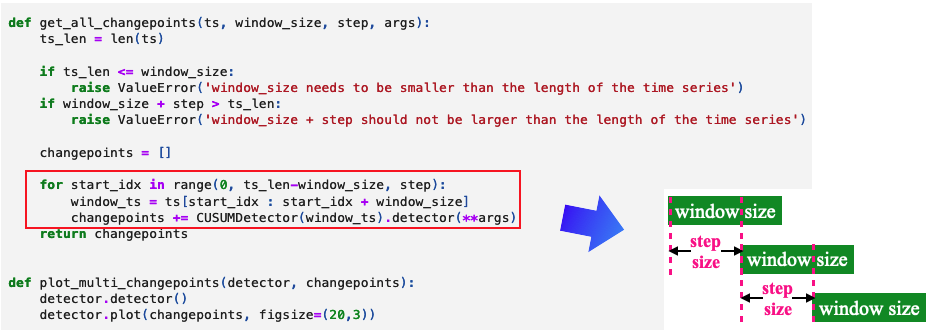 def get_all_changepoints(ts, window_size, step, args):
    ts_len = len(ts)
    if ts_len <= window_size:
        raise ValueError('window_size needs to be smaller than the length of the time series')
    if window_size + step > ts_len:
        raise ValueError('window_size + step should not be larger than the length of the time series')
    changepoints = []
    for start_idx in range(0, ts_len-window_size, step):
        window_ts = ts[start_idx : start_idx + window_size]
        changepoints += CUSUMDetector(window_ts).detector(**args)
    return changepoints
def plot_multi_changepoints(detector, changepoints):
    detector.detector()
    detector.plot(changepoints, figsize=(20,3))
window size
step
size
window size
step
size
window size